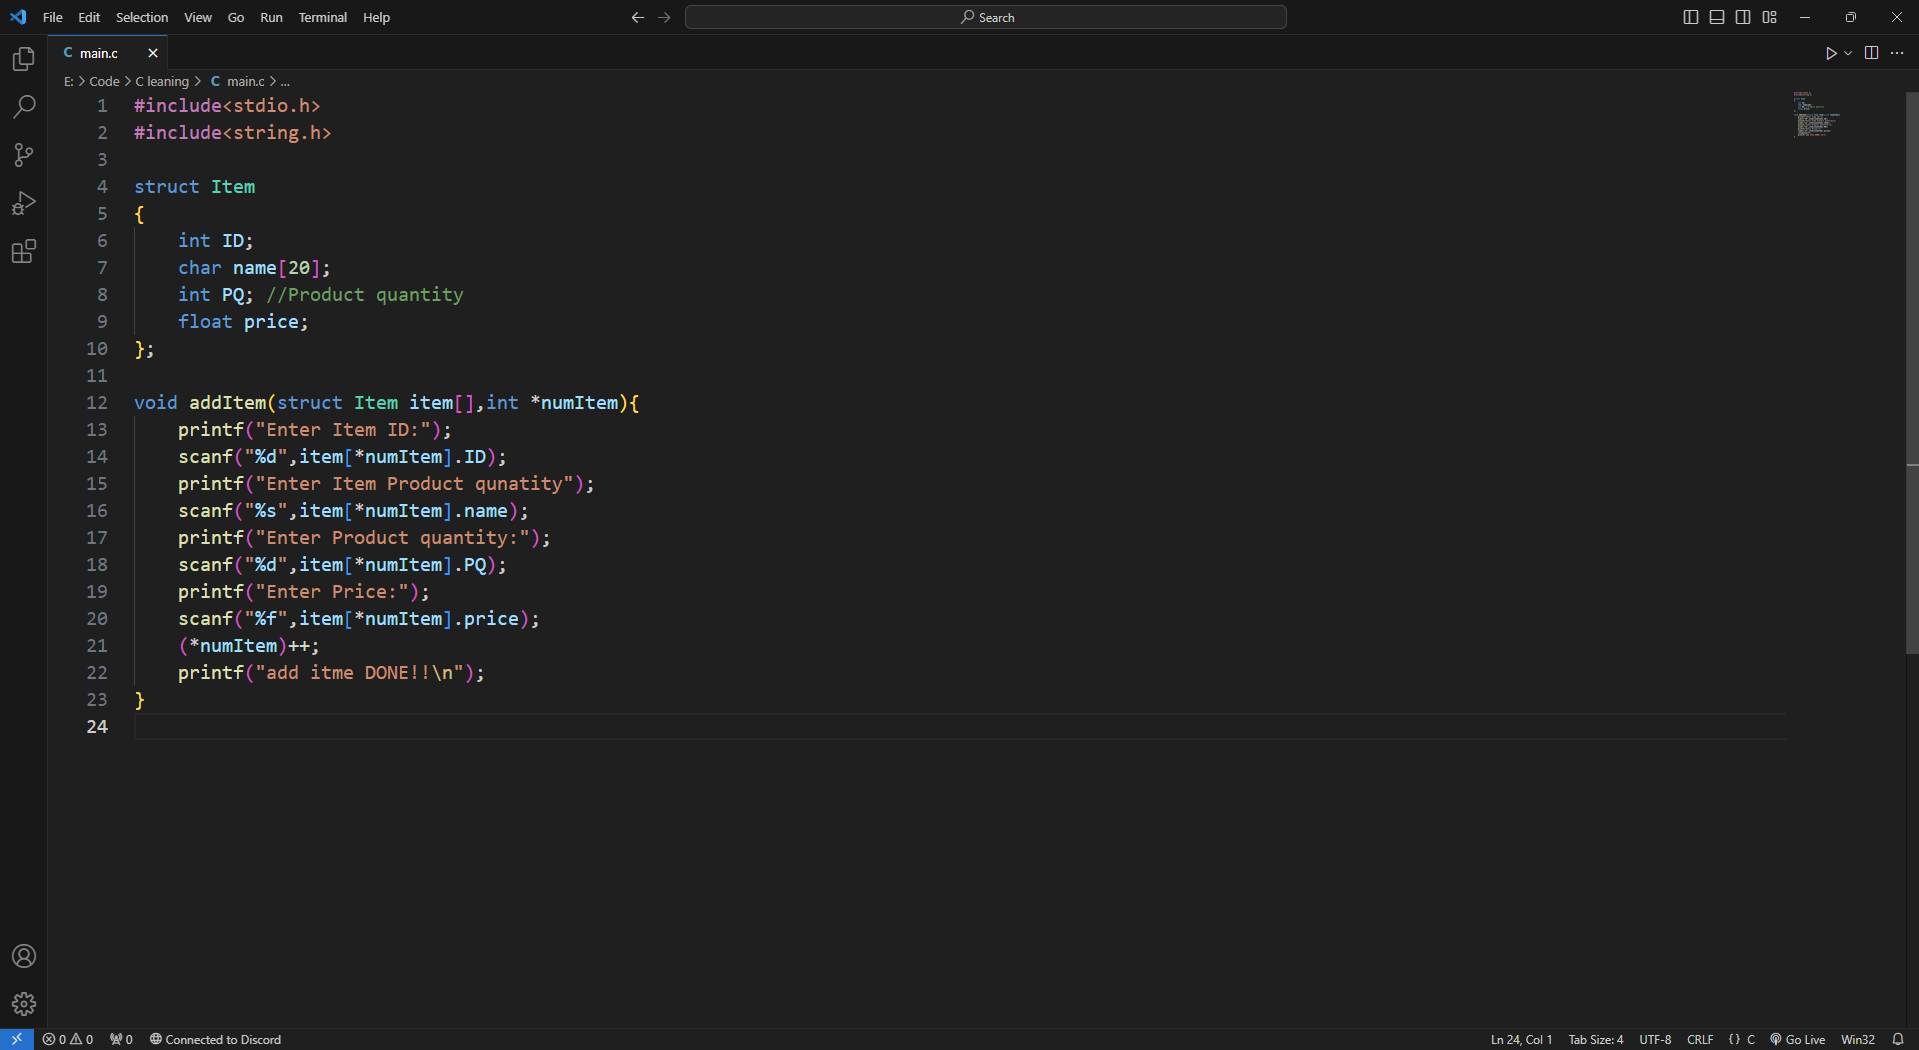 File Edit Selection View Go Run Terminal Help
Search
C main.c
E: > Code > C leaning > C main.c > ...
1 #include<stdio.h>
2 #include<string.h>
3
4 struct Item
5 {
6     int ID;
7     char name[20];
8     int PQ; //Product quantity
9     float price;
10 };
11
12 void addItem(struct Item item[],int *numItem){
13     printf("Enter Item ID:");
14     scanf("%d",item[*numItem].ID);
15     printf("Enter Item Product qunatity");
16     scanf("%s",item[*numItem].name);
17     printf("Enter Product quantity:");
18     scanf("%d",item[*numItem].PQ);
19     printf("Enter Price:");
20     scanf("%f",item[*numItem].price);
21     (*numItem)++;
22     printf("add itme DONE!!\n");
23 }
24
0 0 0 Connected to Discord Ln 24, Col 1 Tab Size: 4 UTF-8 CRLF {} C Go Live Win32